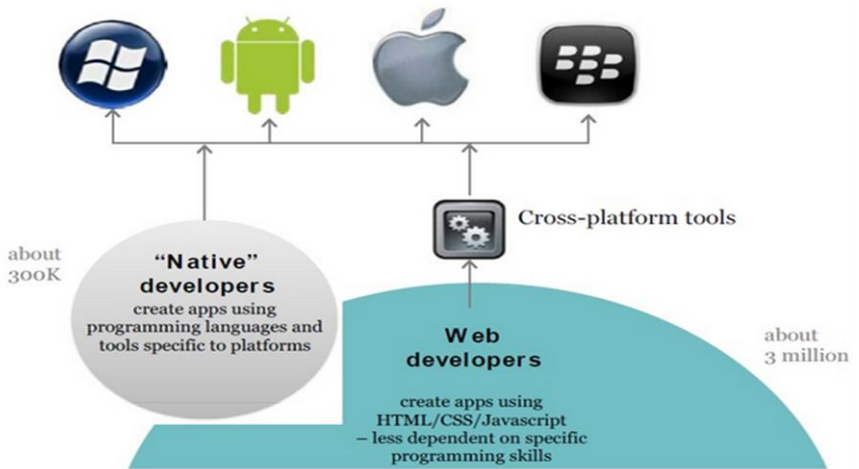 Cross-platform tools
about
300K
“Native”
developers
create apps using
programming languages and
tools specific to platforms
Web
developers
create apps using
HTML/CSS/Javascript
– less dependent on specific
programming skills
about
3 million